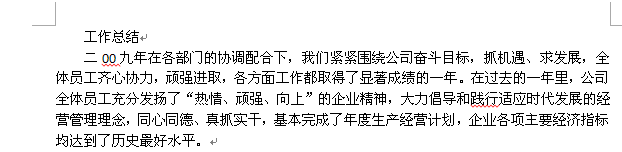 工作总结
二 00 九年在各部门的协调配合下，我们紧紧围绕公司奋斗目标，抓机遇、求发展，全
体员工齐心协力，顽强进取，各方面工作都取得了显著成绩的一年。在过去的一年里，公司
全体员工充分发扬了“热情、顽强、向上”的企业精神，大力倡导和践行适应时代发展的经
营管理理念，同心同德、真抓实干，基本完成了年度生产经营计划，企业各项主要经济指标
均达到了历史最好水平。